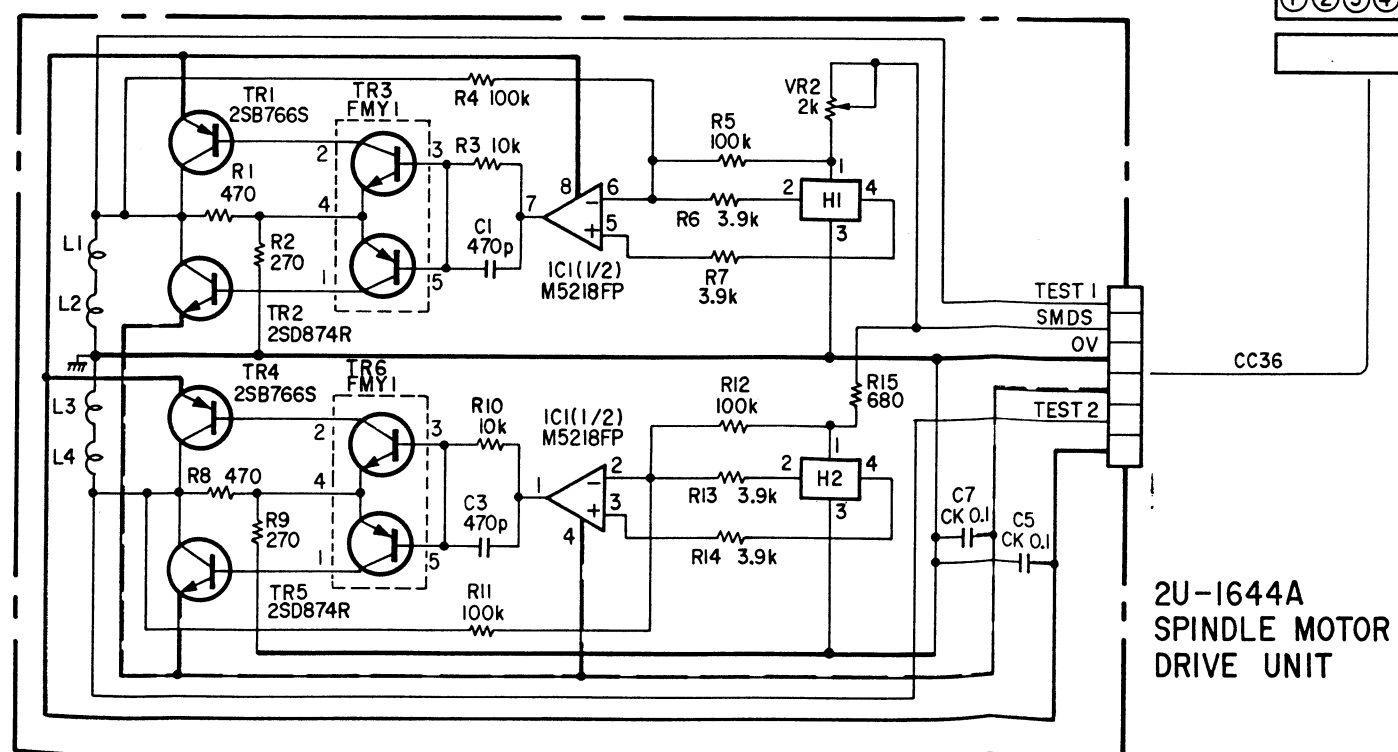 ① ② ③ ④
TR1
2SB766S
TR3
FMY1
R4 100k
VR2
2k
R5
100k
R3 10k
2
3
R1
470
8
6
1
2
4
H1
4
7
5
R6 3.9k
3
L1
R2
270
C1
470p
IC1(1/2)
M5218FP
R7
3.9k
1
5
L2
TR2
2SD874R
TEST 1
SMDS
0V
CC36
TR4
2SB766S
TR6
FMY1
R10
10k
IC1(1/2)
M5218FP
R12
100k
R15
680
TEST 2
L3
2
3
1
L4
R8 470
4
1
2
3
4
R13 3.9k
2
H2
4
3
R9
270
C3
470p
R14 3.9k
C7
CK 0.1
C5
CK 0.1
1
5
TR5
2SD874R
R11
100k
2U-1644A
SPINDLE MOTOR
DRIVE UNIT